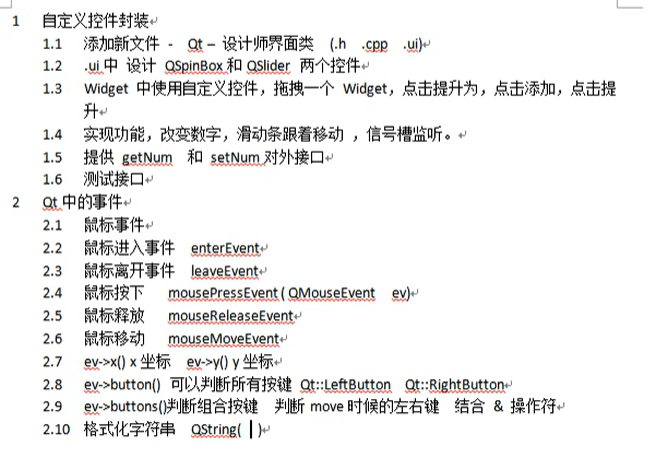 1 自定义控件封装
1.1 添加新文件 - Qt – 设计师界面类 (.h .cpp .ui)
1.2 .ui 中 设计 QSpinBox和 QSlider 两个控件
1.3 Widget 中使用自定义控件，拖拽一个 Widget，点击提升为，点击添加，点击提
升
1.4 实现功能，改变数字，滑动条跟着移动 ，信号槽监听。
1.5 提供 getNum 和 setNum 对外接口
1.6 测试接口
2 Qt 中的事件
2.1 鼠标事件
2.2 鼠标进入事件 enterEvent
2.3 鼠标离开事件 leaveEvent
2.4 鼠标按下 mousePressEvent ( QMouseEvent ev)
2.5 鼠标释放 mouseReleaseEvent
2.6 鼠标移动 mouseMoveEvent
2.7 ev->x() x 坐标 ev->y() y 坐标
2.8 ev->button() 可以判断所有按键 Qt::LeftButton Qt::RightButton
2.9 ev->buttons()判断组合按键 判断 move 时候的左右键 结合 & 操作符
2.10 格式化字符串 QString( )